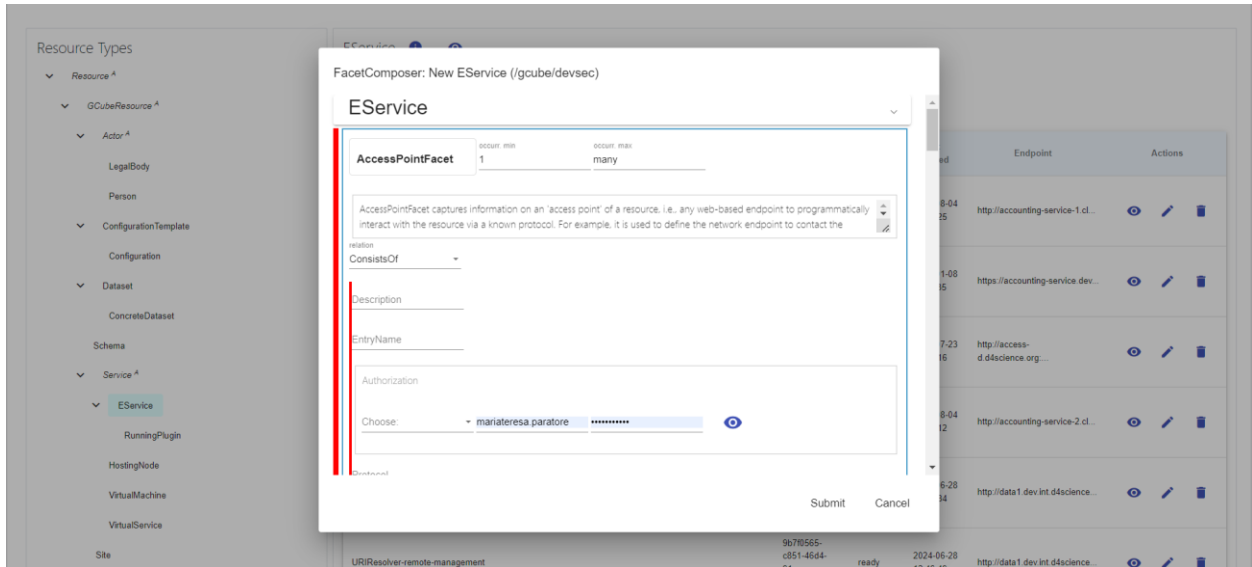 Resource Types
Resource A
GCubeResource A
Actor A
LegalBody
Person
ConfigurationTemplate
Configuration
Dataset
ConcreteDataset
Schema
Service A
EService
RunningPlugin
HostingNode
VirtualMachine
VirtualService
Site
EService
FacetComposer: New EService (/gcube/devsec)
EService
AccessPointFacet
occurr. min
1
occurr. max
many
AccessPointFacet captures information on an 'access point' of a resource, i.e., any web-based endpoint to programmatically
interact with the resource via a known protocol. For example, it is used to define the network endpoint to contact the
relation
ConsistsOf
Description
EntryName
Authorization
Choose:
mariateresa.paratore
•••••••••••
Protocol
Submit
Cancel
Endpoint
Actions
http://accounting-service-1.cl...
https://accounting-service.dev...
http://access-
d.d4science.org:...
http://accounting-service-2.cl...
http://data1.dev.int.d4science...
URIResolver-remote-management
9b7f0565-
c851-46d4-
ready
2024-06-28
http://data1.dev.int.d4science...